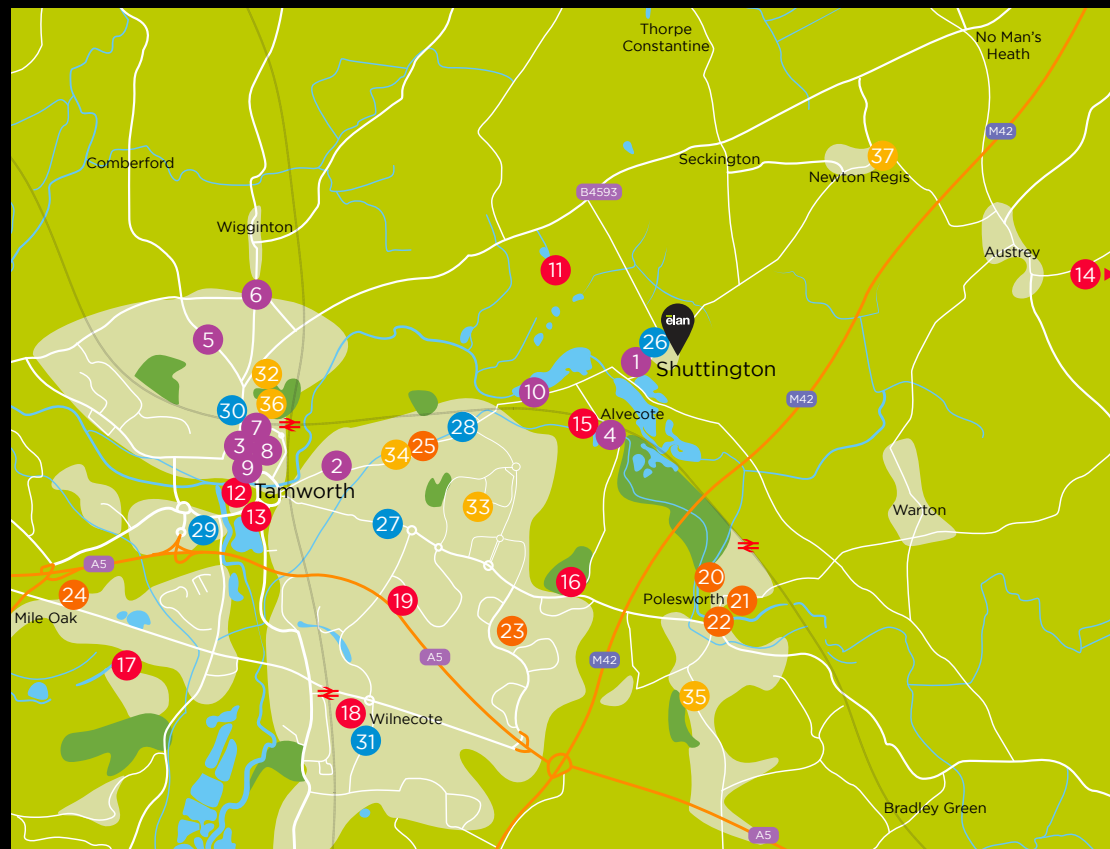 Thorpe
Constantine
No Man's
Heath
M42
Comberford
Seckington
37
Newton Regis
B4593
Wigginton
Austrey
11
14
6
élan
5
26
1
Shuttington
32
10
36
M42
30
15
Alvecote
7
28
4
3
8
25
34
9
2
Tamworth
12
33
13
Warton
27
29
A5
20
16
24
Polesworth
21
19
Mile Oak
22
23
A5
M42
17
35
18
Wilnecote
31
Bradley Green
A5